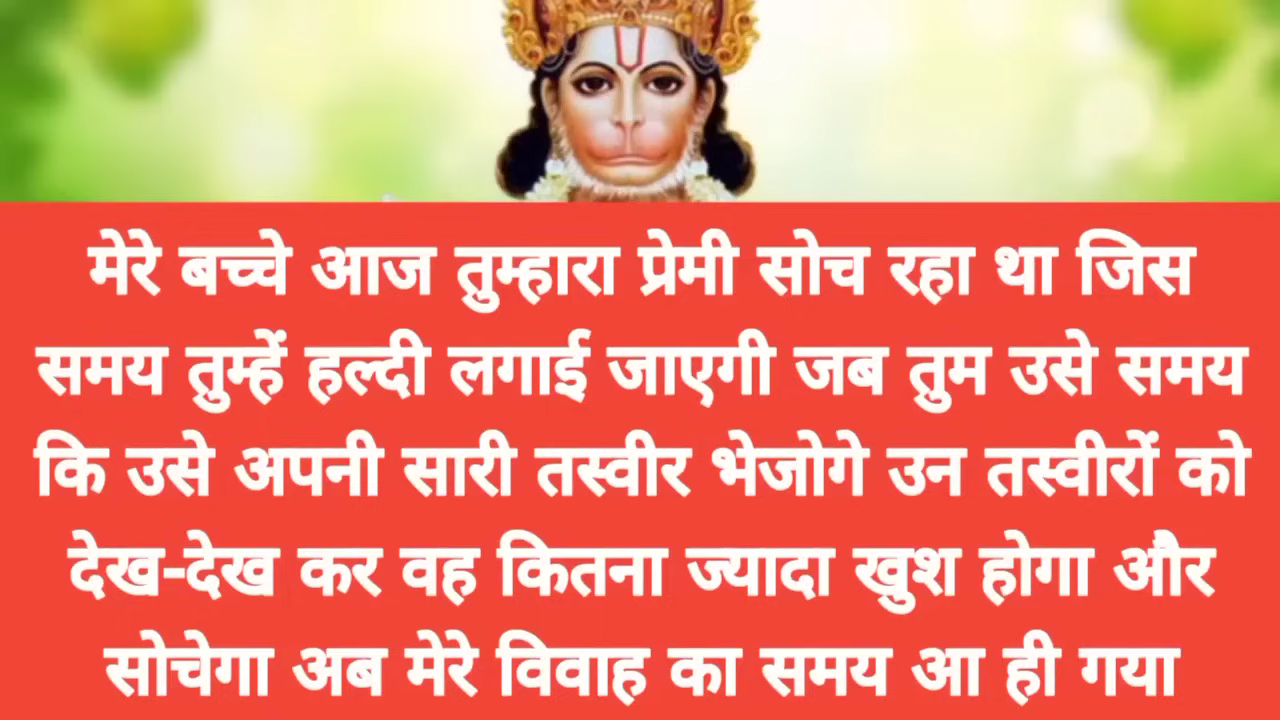 मेरे बच्चे आज तुम्हारा प्रेमी सोच रहा था जिस
समय तुम्हें हल्दी लगाई जाएगी जब तुम उसे समय
कि उसे अपनी सारी तस्वीर भेजोगे उन तस्वीरों को
देख-देख कर वह कितना ज्यादा खुश होगा और
सोचेगा अब मेरे विवाह का समय आ ही गया